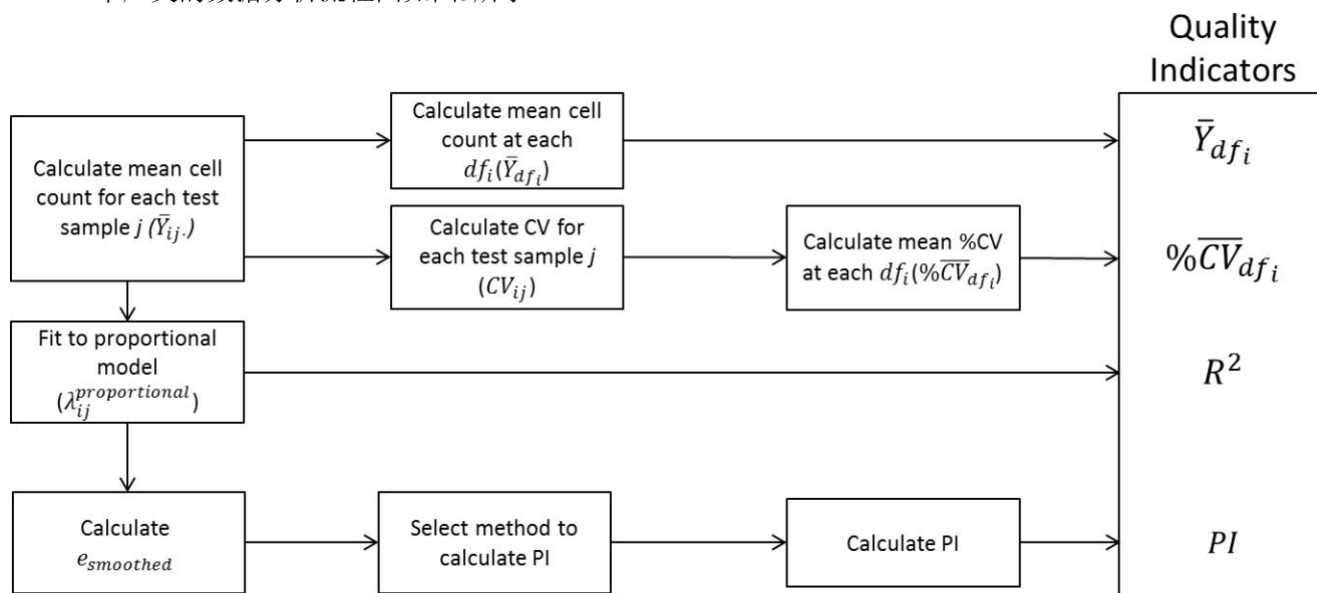 Quality
Indicators
Calculate mean cell
count for each test
sample j (Ȳij.)
Calculate mean cell
count at each
dfi(Ȳdfi)
Ȳdfi
Calculate CV for
each test sample j
(CVij)
Calculate mean %CV
at each dfi(%C̅V̅dfi)
%C̅V̅dfi
Fit to proportional
model
(λij^proportional)
R²
Calculate
esmoothed
Select method to
calculate PI
Calculate PI
PI